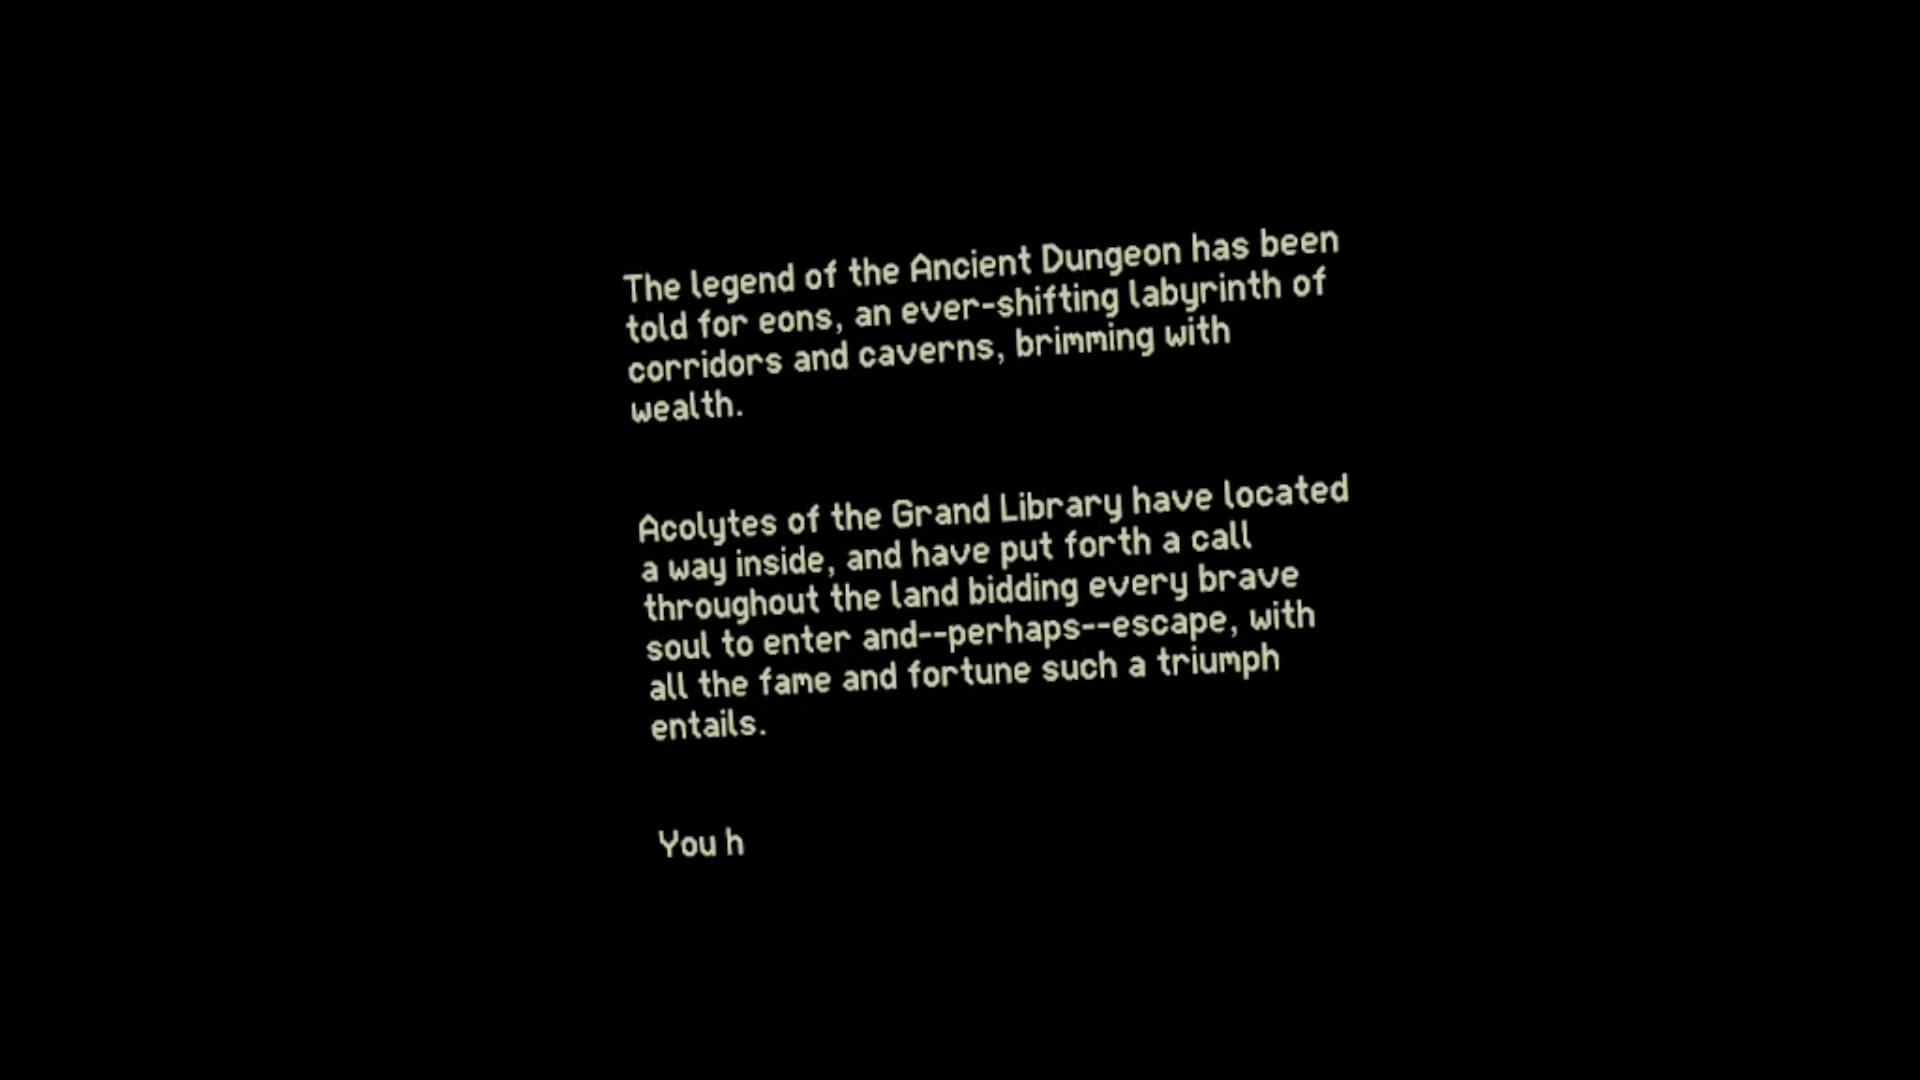 The legend of the Ancient Dungeon has been
told for eons, an ever-shifting labyrinth of
corridors and caverns, brimming with
wealth.
Acolytes of the Grand Library have located
a way inside, and have put forth a call
throughout the land bidding every brave
soul to enter and--perhaps--escape, with
all the fame and fortune such a triumph
entails.
You h